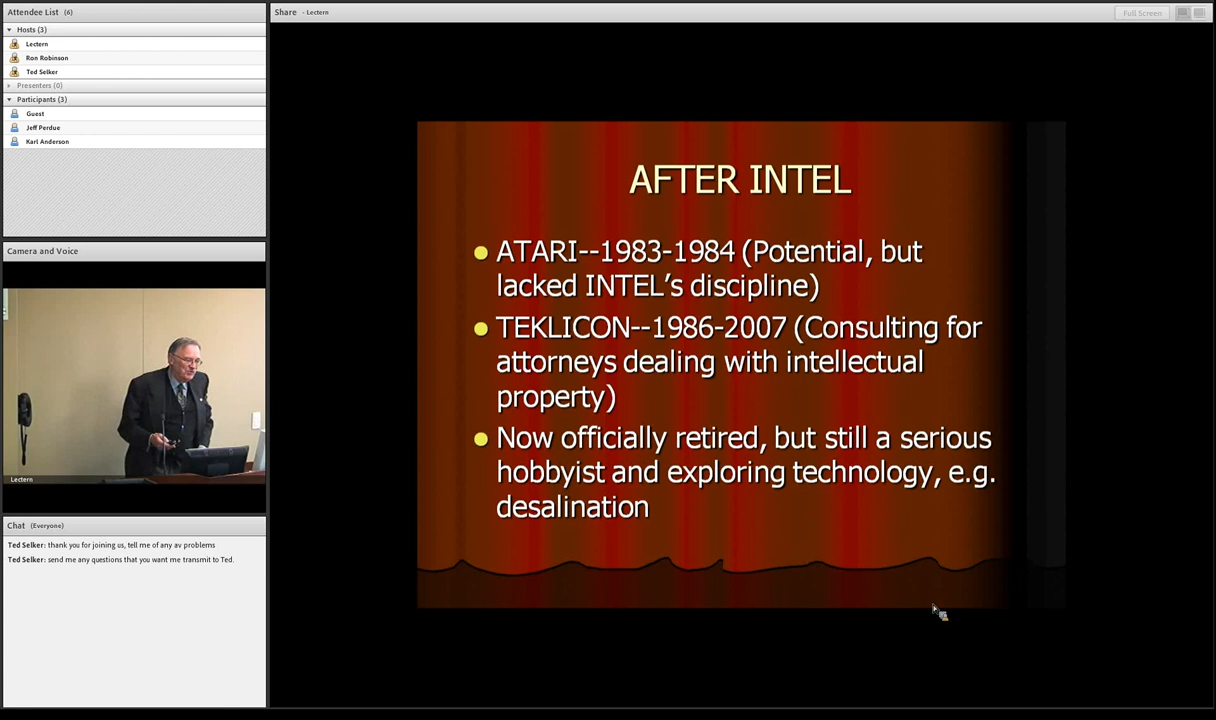 Attendee List (6)
Hosts (3)
Lectern
Ron Robinson
Ted Selker
Presenters (0)
Participants (3)
Guest
Jeff Perdue
Karl Anderson
Camera and Voice
Lectern
Chat (Everyone)
Ted Selker: thank you for joining us, tell me of any av problems
Ted Selker: send me any questions that you want me transmit to Ted.
Share - Lectern
Full Screen
AFTER INTEL
ATARI--1983-1984 (Potential, but
lacked INTEL’s discipline)
TEKLICON--1986-2007 (Consulting for
attorneys dealing with intellectual
property)
Now officially retired, but still a serious
hobbyist and exploring technology, e.g.
desalination